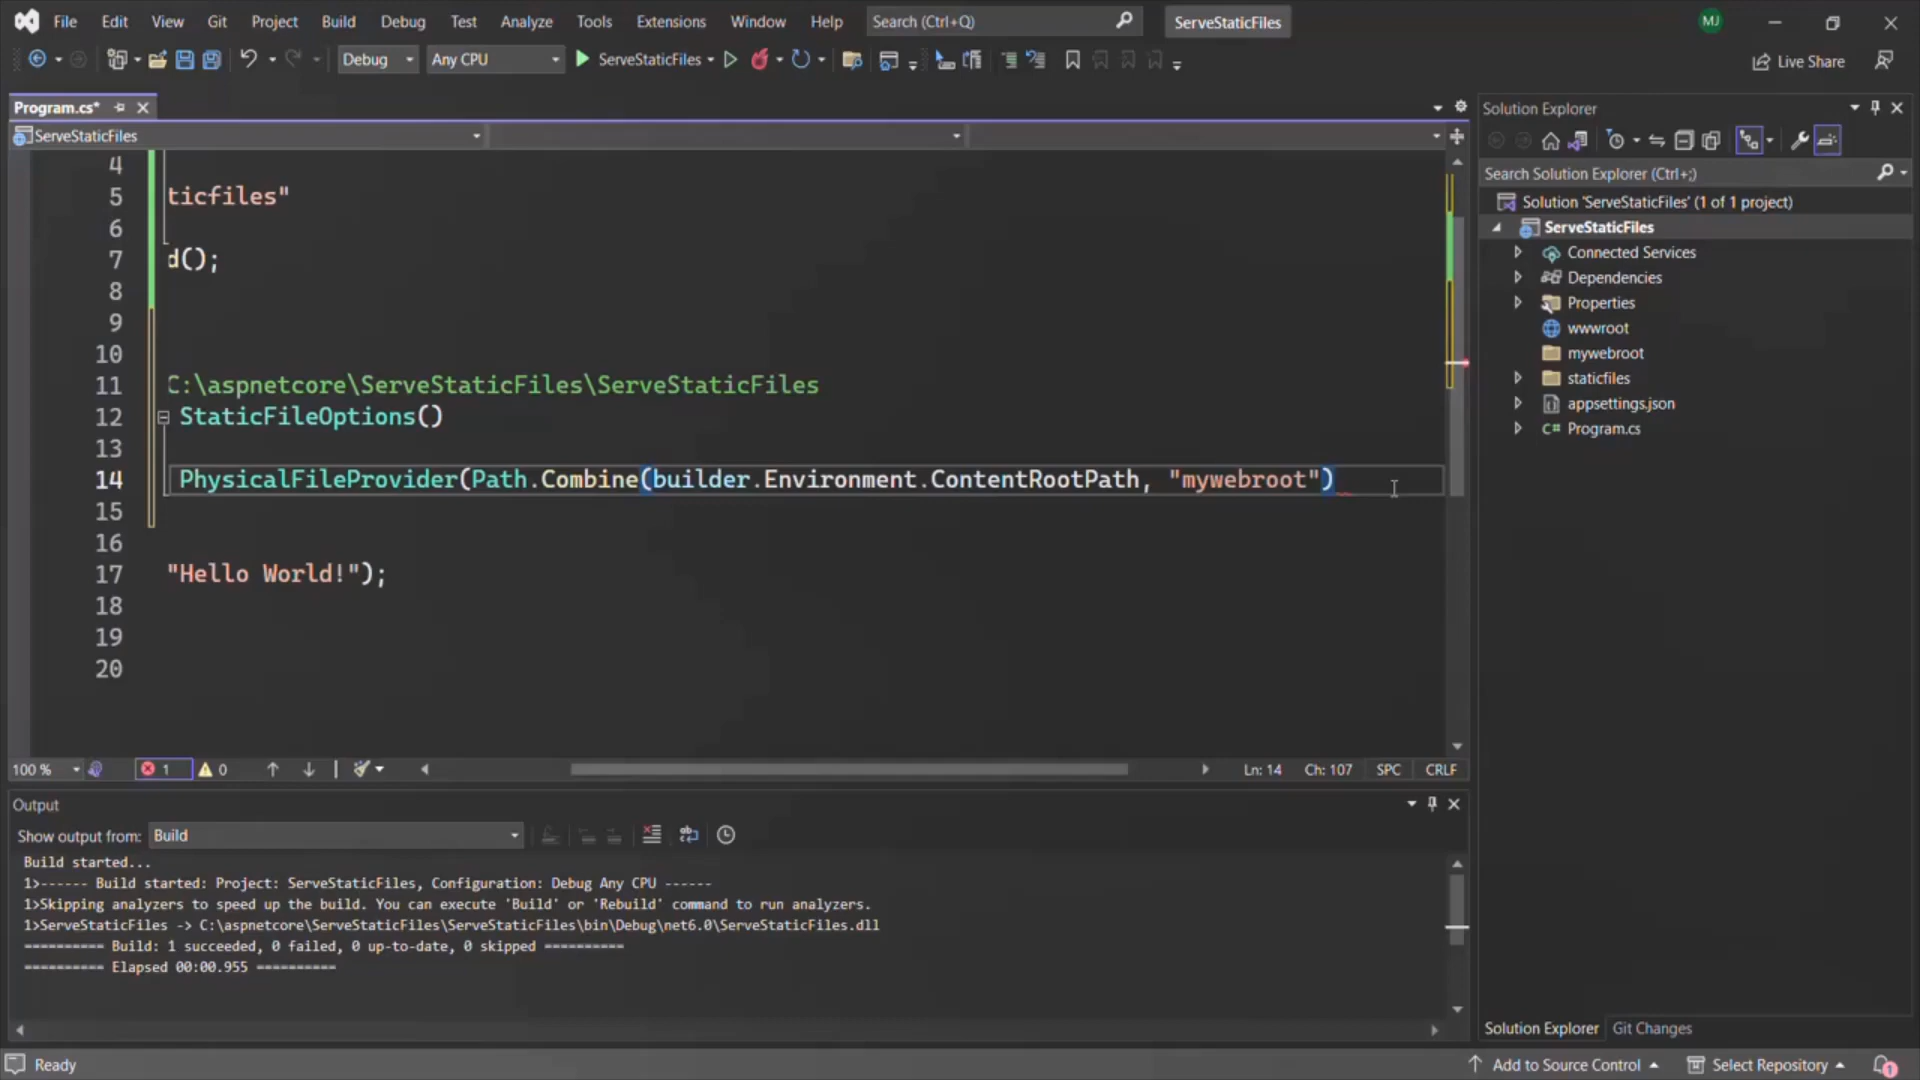 File Edit View Git Project Build Debug Test Analyze Tools Extensions Window Help Search (Ctrl+Q) ServeStaticFiles MJ
Debug Any CPU ServeStaticFiles Live Share
Program.cs*
ServeStaticFiles
4
5 ticfiles"
6
7 d();
8
9
10
11 C:\aspnetcore\ServeStaticFiles\ServeStaticFiles
12 StaticFileOptions()
13
14 PhysicalFileProvider(Path.Combine(builder.Environment.ContentRootPath, "mywebroot")
15
16
17 "Hello World!");
18
19
20
100 % 1 0 Ln: 14 Ch: 107 SPC CRLF
Output
Show output from: Build
Build started...
1>------ Build started: Project: ServeStaticFiles, Configuration: Debug Any CPU ------
1>Skipping analyzers to speed up the build. You can execute 'Build' or 'Rebuild' command to run analyzers.
1>ServeStaticFiles -> C:\aspnetcore\ServeStaticFiles\ServeStaticFiles\bin\Debug\net6.0\ServeStaticFiles.dll
========== Build: 1 succeeded, 0 failed, 0 up-to-date, 0 skipped ==========
========== Elapsed 00:00.955 ==========
Solution Explorer
Search Solution Explorer (Ctrl+;)
Solution 'ServeStaticFiles' (1 of 1 project)
ServeStaticFiles
Connected Services
Dependencies
Properties
wwwroot
mywebroot
staticfiles
appsettings.json
C# Program.cs
Solution Explorer Git Changes
Ready Add to Source Control Select Repository 1